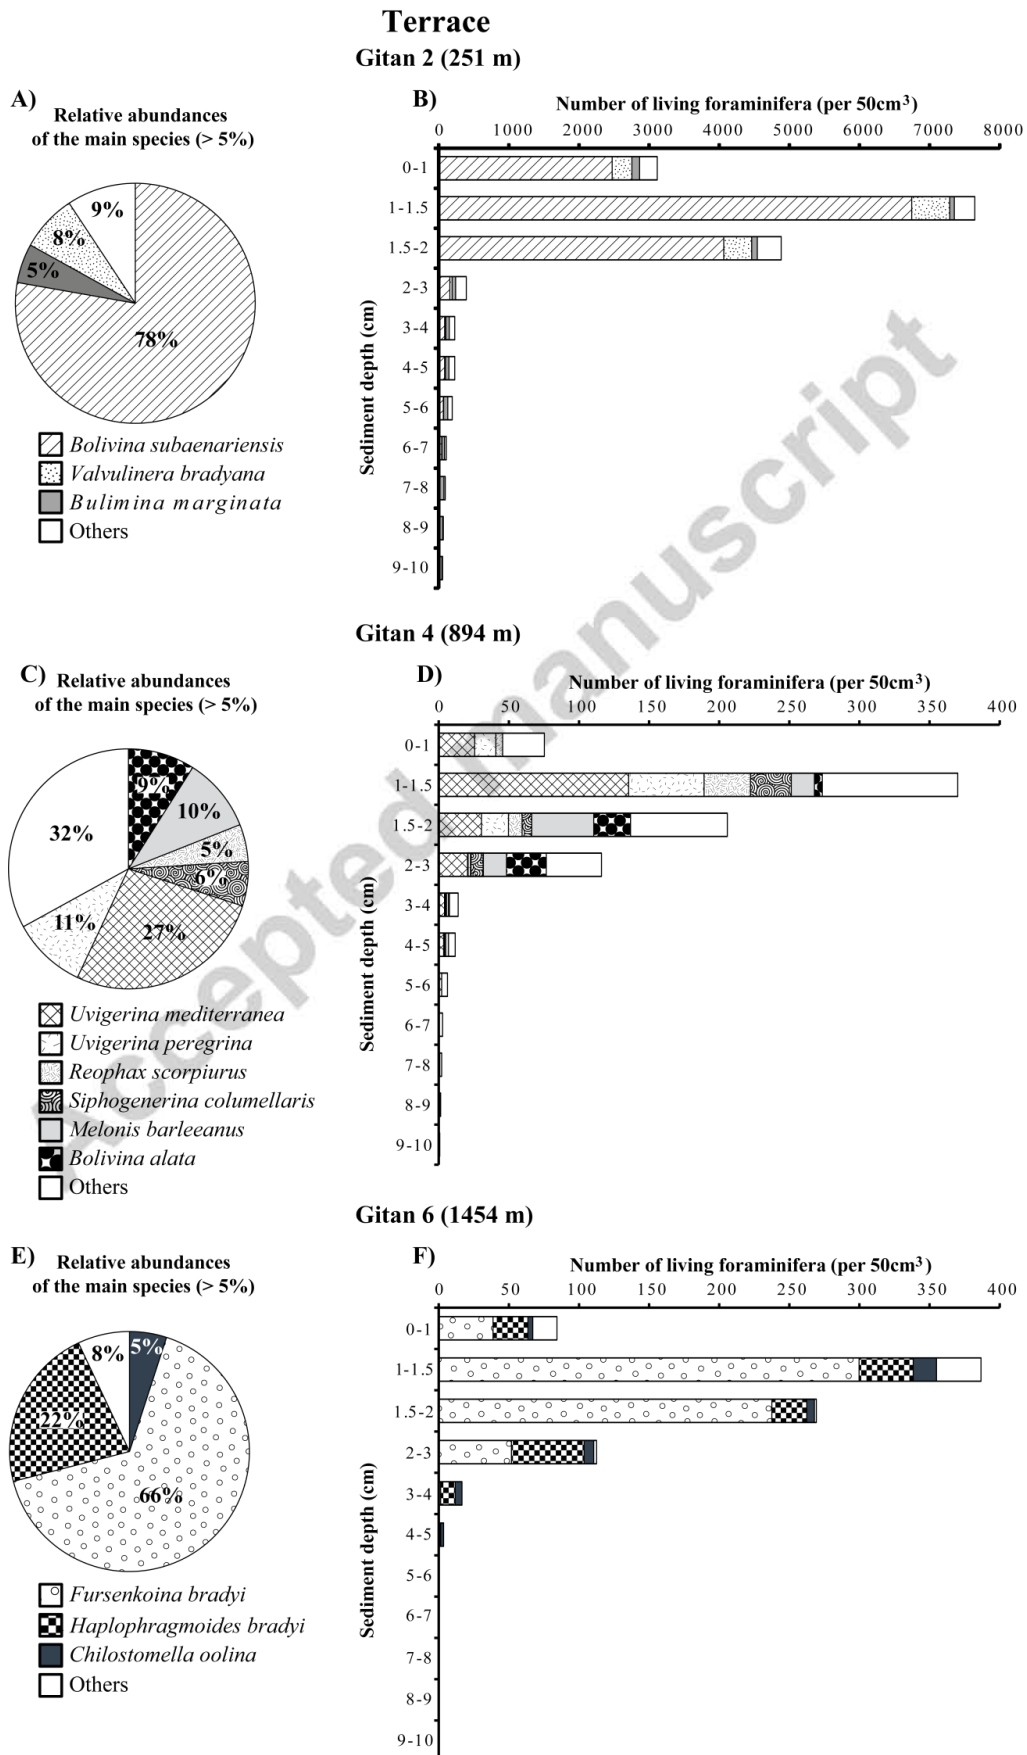 Terrace
Gitan 2 (251 m)
A)
Relative abundances
of the main species (> 5%)
9%
8%
5%
78%
Bolivina subaenariensis
Valvulinera bradyana
Bulimina marginata
Others
B)
Number of living foraminifera (per 50cm3)
0 1000 2000 3000 4000 5000 6000 7000 8000
Sediment depth (cm)
0-1
1-1.5
1.5-2
2-3
3-4
4-5
5-6
6-7
7-8
8-9
9-10
Gitan 4 (894 m)
C)
Relative abundances
of the main species (> 5%)
9%
10%
5%
6%
27%
11%
32%
Uvigerina mediterranea
Uvigerina peregrina
Reophax scorpiurus
Siphogenerina columellaris
Melonis barleeanus
Bolivina alata
Others
D)
Number of living foraminifera (per 50cm3)
0 50 100 150 200 250 300 350 400
Sediment depth (cm)
0-1
1-1.5
1.5-2
2-3
3-4
4-5
5-6
6-7
7-8
8-9
9-10
Gitan 6 (1454 m)
E)
Relative abundances
of the main species (> 5%)
8%
5%
22%
66%
Fursenkoina bradyi
Haplophragmoides bradyi
Chilostomella oolina
Others
F)
Number of living foraminifera (per 50cm3)
0 50 100 150 200 250 300 350 400
Sediment depth (cm)
0-1
1-1.5
1.5-2
2-3
3-4
4-5
5-6
6-7
7-8
8-9
9-10
Accepted manuscript